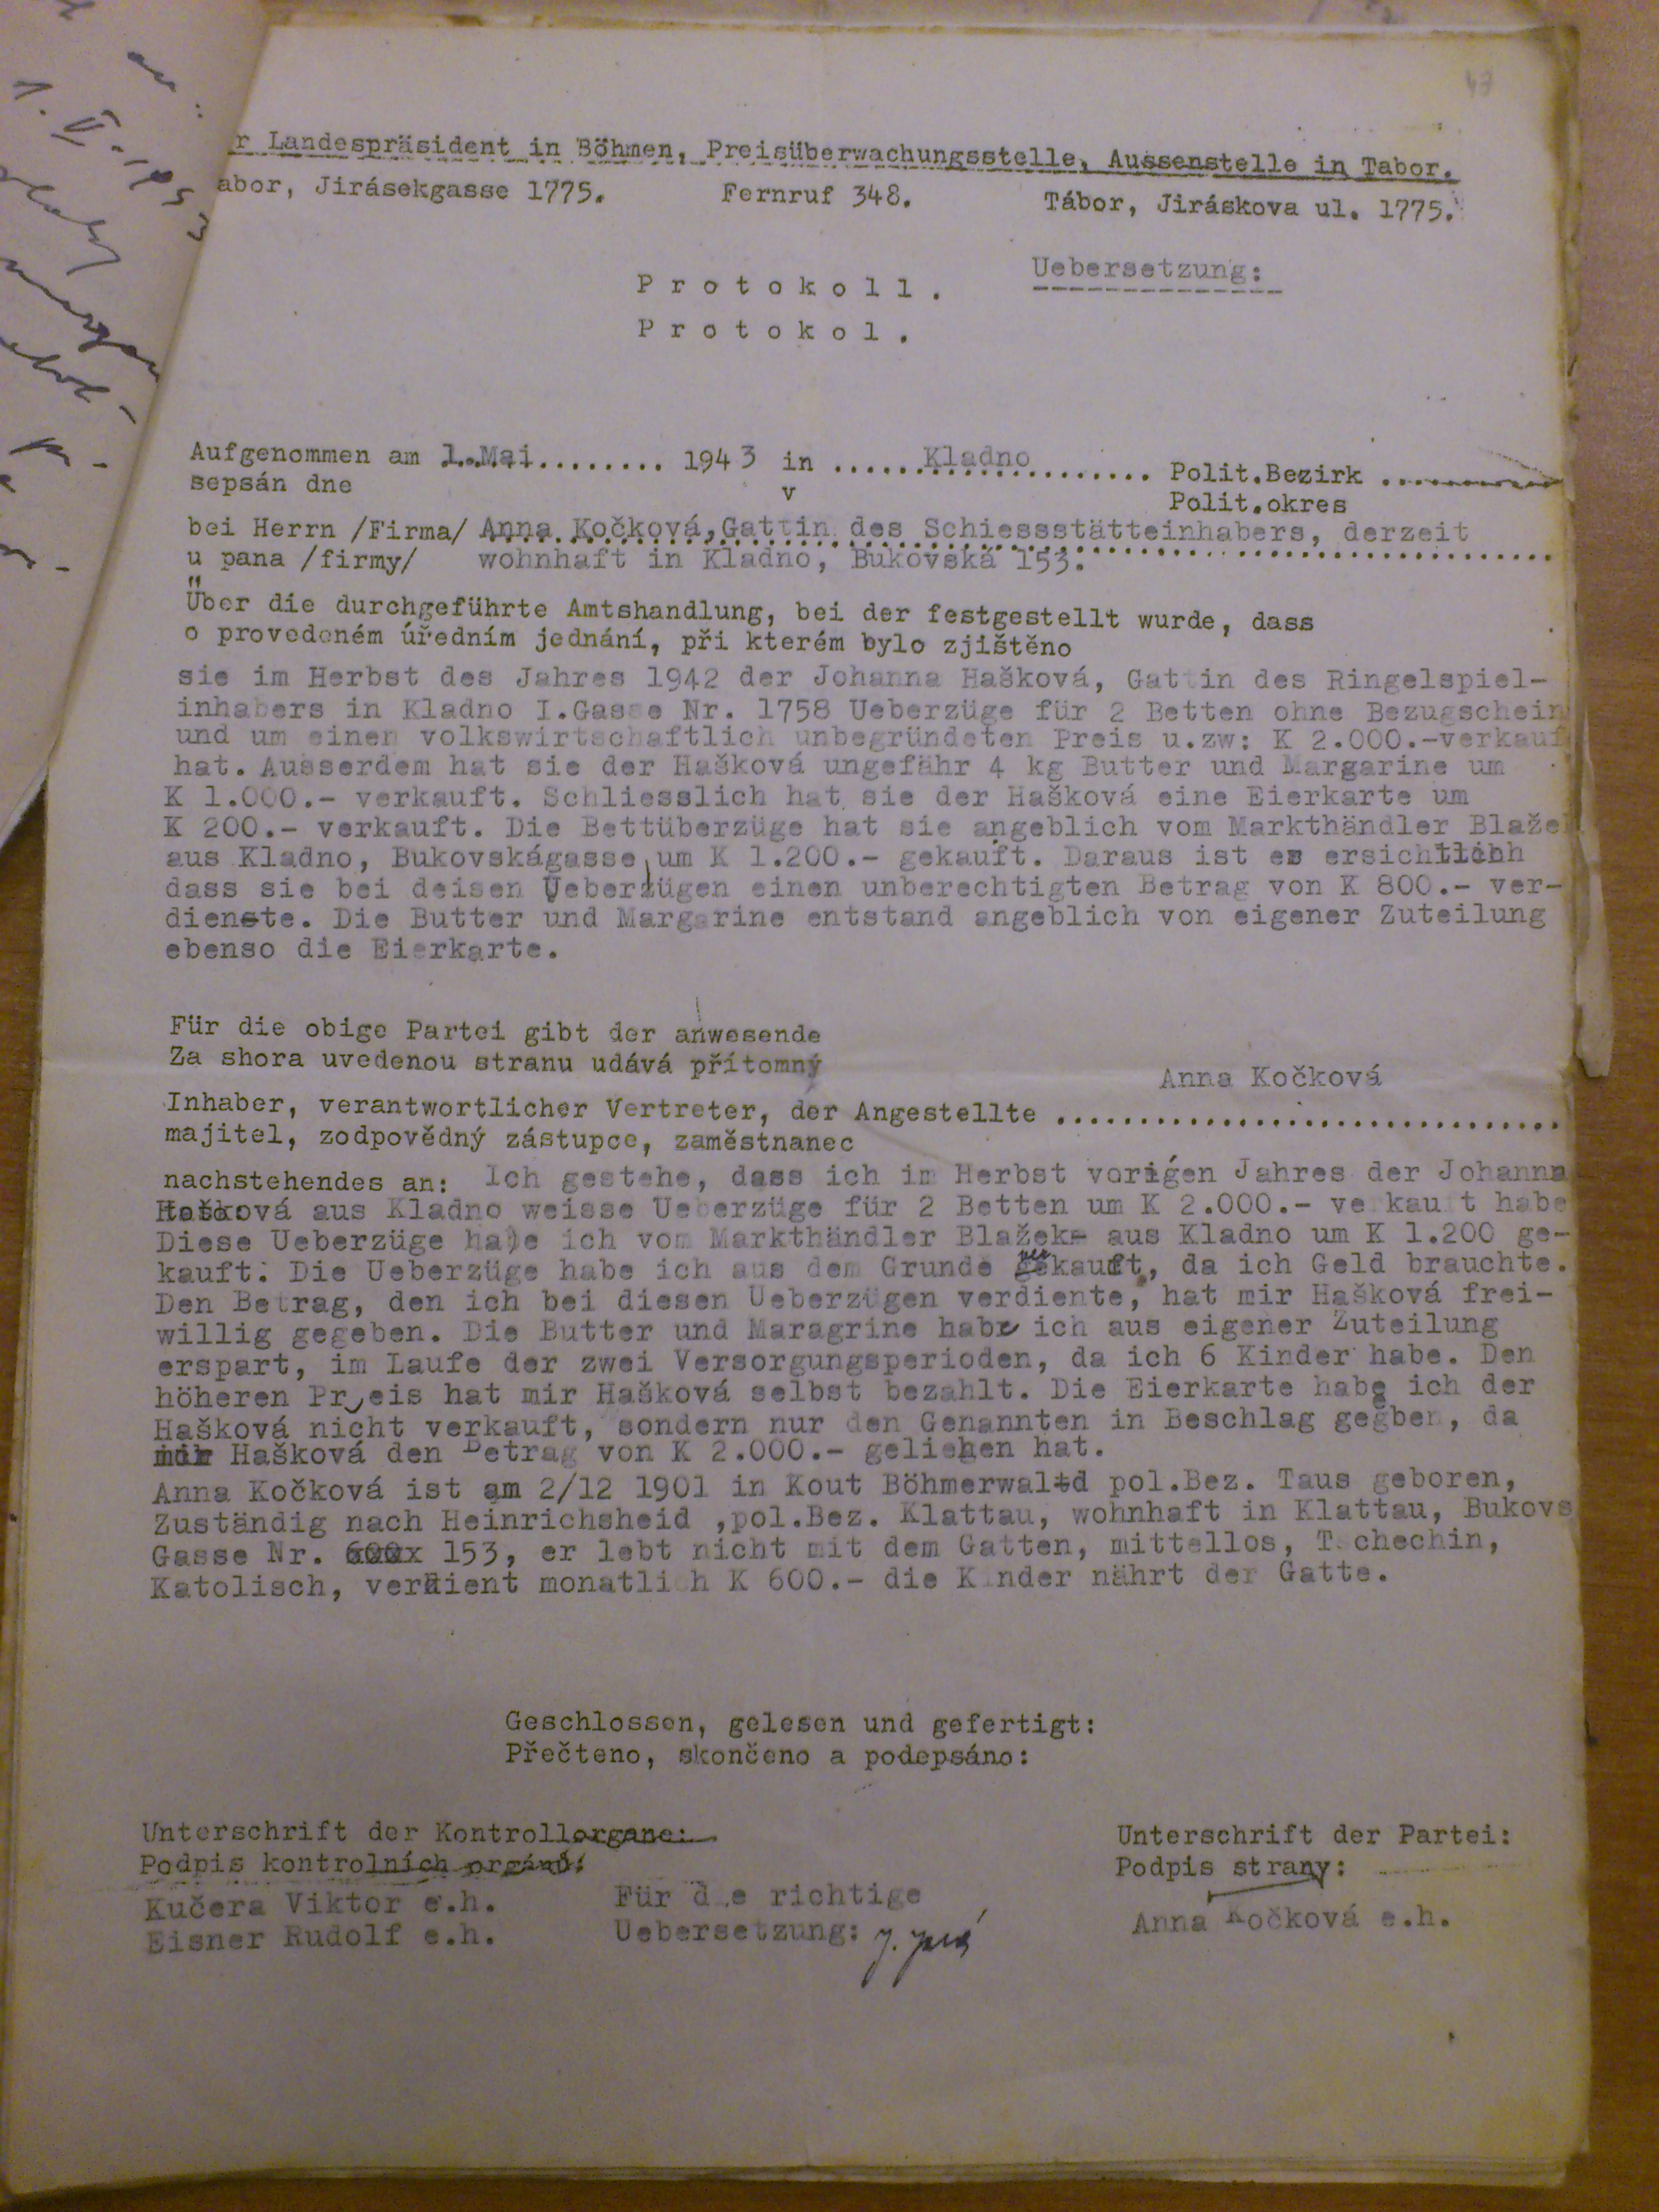 47
r Landespräsident in Böhmen, Preisüberwachungsstelle, Aussenstelle in Tabor.
abor, Jirásekgasse 1775. Fernruf 348. Tábor, Jiráskova ul. 1775.
Uebersetzung:
Protokoll.
Protokol.
Aufgenommen am 1.Mai........ 1943 in ......Kladno.............. Polit.Bezirk ..........
sepsán dne v Polit.okres
bei Herrn /Firma/ Anna Kočková,Gattin des Schiessstätteinhabers, derzeit
u pana /firmy/ wohnhaft in Kladno, Bukovská 153.
Über die durchgeführte Amtshandlung, bei der festgestellt wurde, dass
o provedeném úředním jednání, při kterém bylo zjištěno
sie im Herbst des Jahres 1942 der Johanna Hašková, Gattin des Ringelspiel-
inhabers in Kladno I.Gasse Nr. 1758 Ueberzüge für 2 Betten ohne Bezugschein
und um einen volkswirtschaftlich unbegründeten Preis u.zw: K 2.000.-verkauf
hat. Ausserdem hat sie der Hašková ungefähr 4 kg Butter und Margarine um
K 1.000.- verkauft. Schliesslich hat sie der Hašková eine Eierkarte um
K 200.- verkauft. Die Bettüberzüge hat sie angeblich vom Markthändler Blaže
aus Kladno, Bukovskágasse um K 1.200.- gekauft. Daraus ist es ersichtlich
dass sie bei deisen Ueberzügen einen unberechtigten Betrag von K 800.- ver-
dienste. Die Butter und Margarine entstand angeblich von eigener Zuteilung
ebenso die Eierkarte.
Für die obige Partei gibt der anwesende
Za shora uvedenou stranu udává přítomný
Anna Kočková
Inhaber, verantwortlicher Vertreter, der Angestellte .................................
majitel, zodpovědný zástupce, zaměstnanec
nachstehendes an: Ich gestehe, dass ich im Herbst vorigen Jahres der Johanna
Hašková aus Kladno weisse Ueberzüge für 2 Betten um K 2.000.- verkauft habe
Diese Ueberzüge habe ich vom Markthändler Blažek aus Kladno um K 1.200 ge-
kauft. Die Ueberzüge habe ich aus dem Grunde verkauft, da ich Geld brauchte.
Den Betrag, den ich bei diesen Ueberzügen verdiente, hat mir Hašková frei-
willig gegeben. Die Butter und Maragrine habe ich aus eigener Zuteilung
erspart, im Laufe der zwei Versorgungsperioden, da ich 6 Kinder habe. Den
höheren Preis hat mir Hašková selbst bezahlt. Die Eierkarte habe ich der
Hašková nicht verkauft, sondern nur den Genannten in Beschlag gegben, da
mir Hašková den Betrag von K 2.000.- geliehen hat.
Anna Kočková ist am 2/12 1901 in Kout Böhmerwald pol.Bez. Taus geboren,
Zuständig nach Heinrichsheid ,pol.Bez. Klattau, wohnhaft in Klattau, Bukovs
Gasse Nr. 153, er lebt nicht mit dem Gatten, mittellos, Tschechin,
Katolisch, verdient monatlich K 600.- die Kinder nährt der Gatte.
Geschlossen, gelesen und gefertigt:
Přečteno, skončeno a podepsáno:
Unterschrift der Kontrollorgane: Unterschrift der Partei:
Podpis kontrolních orgánů: Podpis strany:
Kučera Viktor e.h. Für die richtige
Eisner Rudolf e.h. Uebersetzung: Anna Kočková e.h.